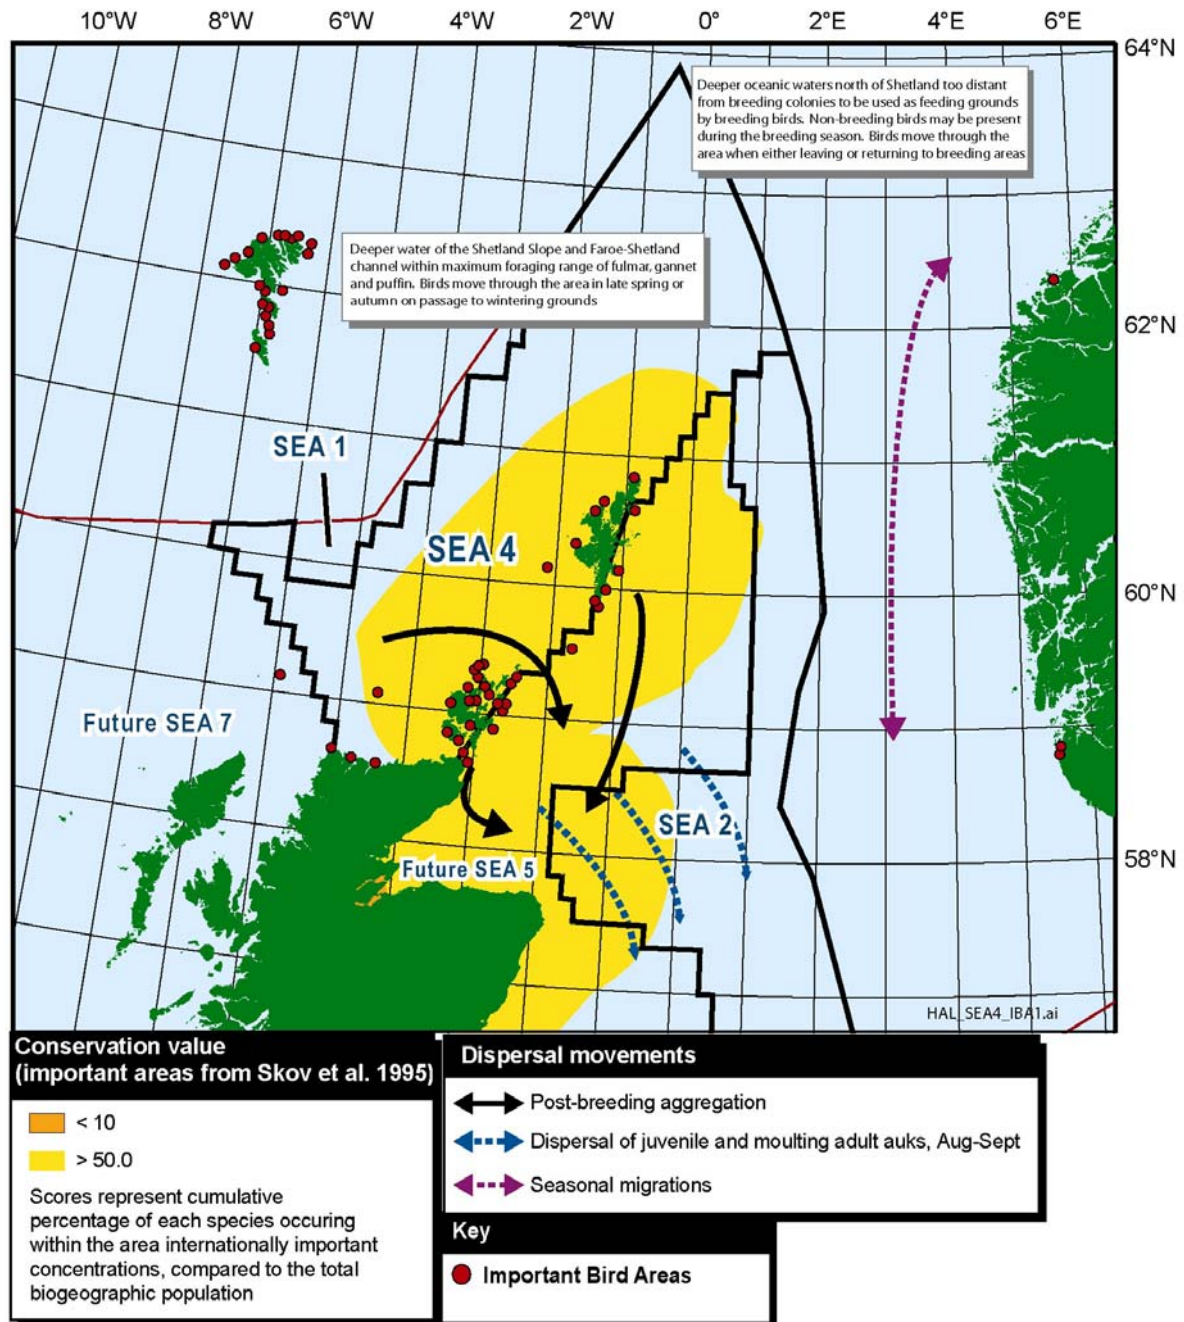 10°W 8°W 6°W 4°W 2°W 0° 2°E 4°E 6°E
64°N
Deeper oceanic waters north of Shetland too distant
from breeding colonies to be used as feeding grounds
by breeding birds. Non-breeding birds may be present
during the breeding season. Birds move through the
area when either leaving or returning to breeding areas
Deeper water of the Shetland Slope and Faroe-Shetland
channel within maximum foraging range of fulmar, gannet
and puffin. Birds move through the area in late spring or
autumn on passage to wintering grounds
62°N
SEA 1
SEA 4
60°N
Future SEA 7
SEA 2
Future SEA 5
58°N
HAL_SEA4_IBA1.ai
Conservation value
(important areas from Skov et al. 1995)
< 10
> 50.0
Scores represent cumulative
percentage of each species occuring
within the area internationally important
concentrations, compared to the total
biogeographic population
Dispersal movements
Post-breeding aggregation
Dispersal of juvenile and moulting adult auks, Aug-Sept
Seasonal migrations
Key
Important Bird Areas